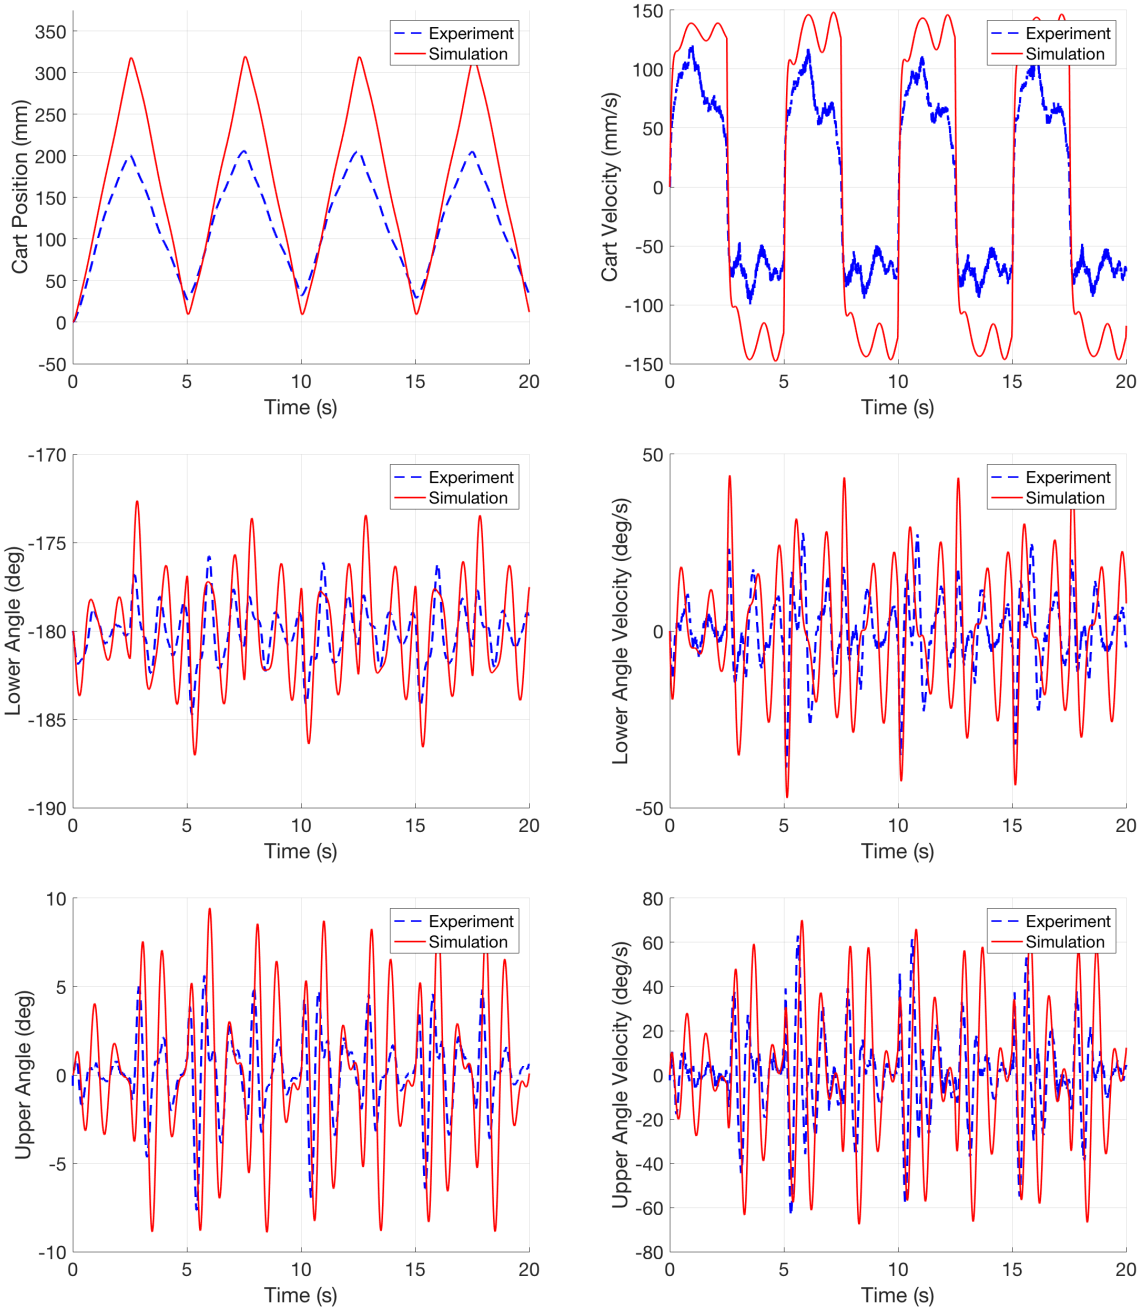 Experiment
Simulation
Cart Position (mm)
350
300
250
200
150
100
50
0
-50
0 5 10 15 20
Time (s)
Experiment
Simulation
Cart Velocity (mm/s)
150
100
50
0
-50
-100
-150
0 5 10 15 20
Time (s)
Experiment
Simulation
Lower Angle (deg)
-170
-175
-180
-185
-190
0 5 10 15 20
Time (s)
Experiment
Simulation
Lower Angle Velocity (deg/s)
50
0
-50
0 5 10 15 20
Time (s)
Experiment
Simulation
Upper Angle (deg)
10
5
0
-5
-10
0 5 10 15 20
Time (s)
Experiment
Simulation
Upper Angle Velocity (deg/s)
80
60
40
20
0
-20
-40
-60
-80
0 5 10 15 20
Time (s)